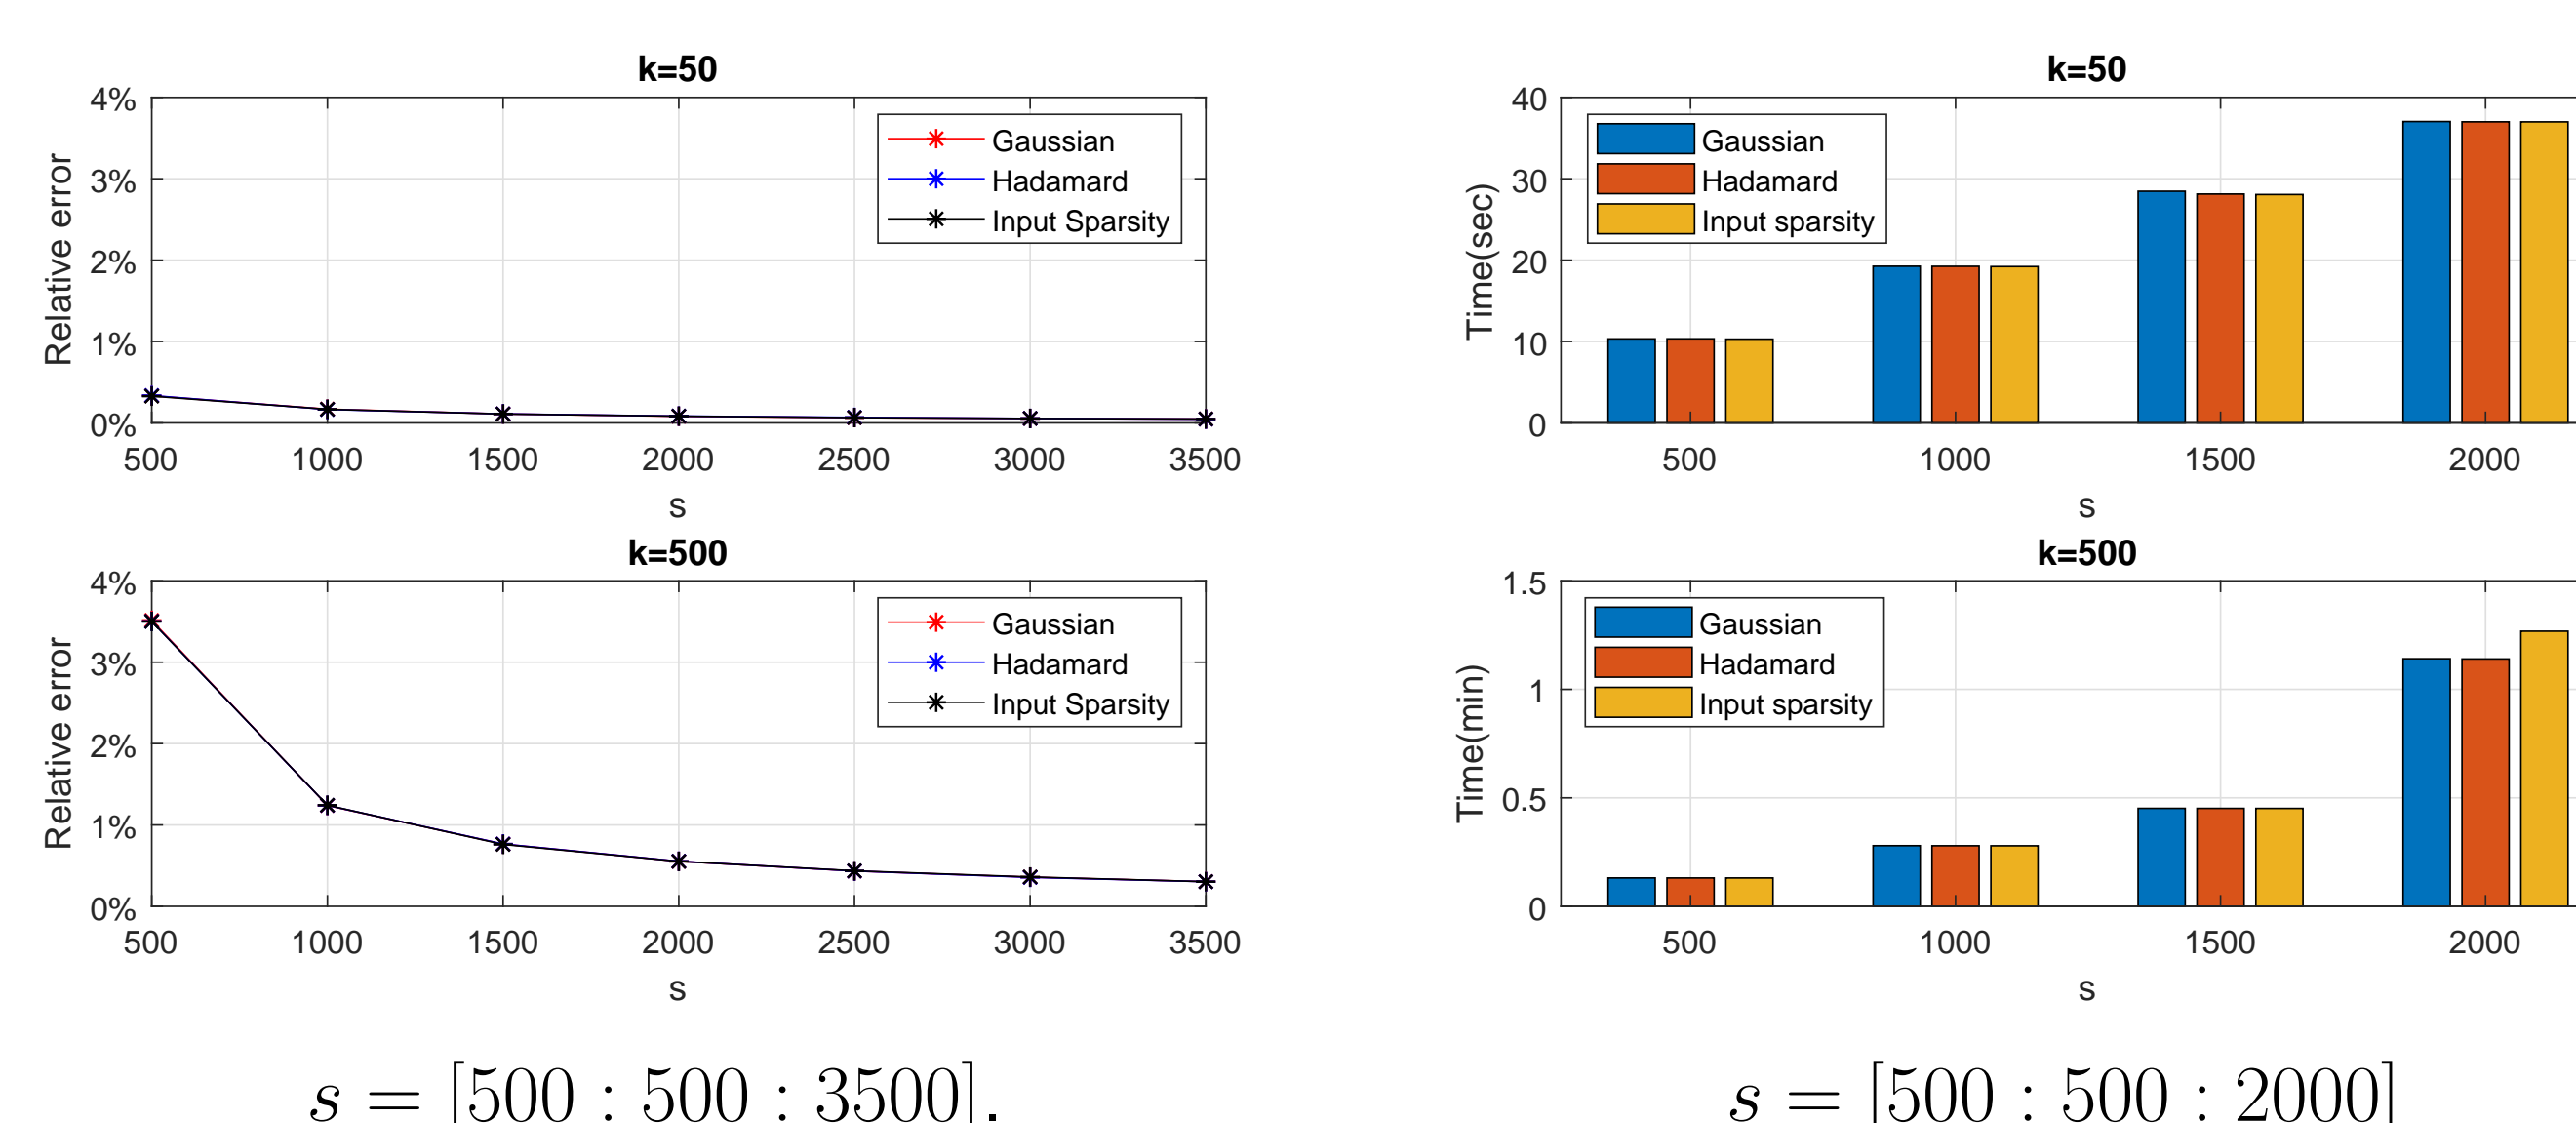 k=50
4%
3%
2%
1%
0%
Relative error
Gaussian
Hadamard
Input Sparsity
500 1000 1500 2000 2500 3000 3500
s
k=50
40
30
20
10
0
Time(sec)
Gaussian
Hadamard
Input sparsity
500 1000 1500 2000
s
k=500
4%
3%
2%
1%
0%
Relative error
Gaussian
Hadamard
Input Sparsity
500 1000 1500 2000 2500 3000 3500
s
k=500
1.5
1
0.5
0
Time(min)
Gaussian
Hadamard
Input sparsity
500 1000 1500 2000
s
s = [500 : 500 : 3500].
s = [500 : 500 : 2000]